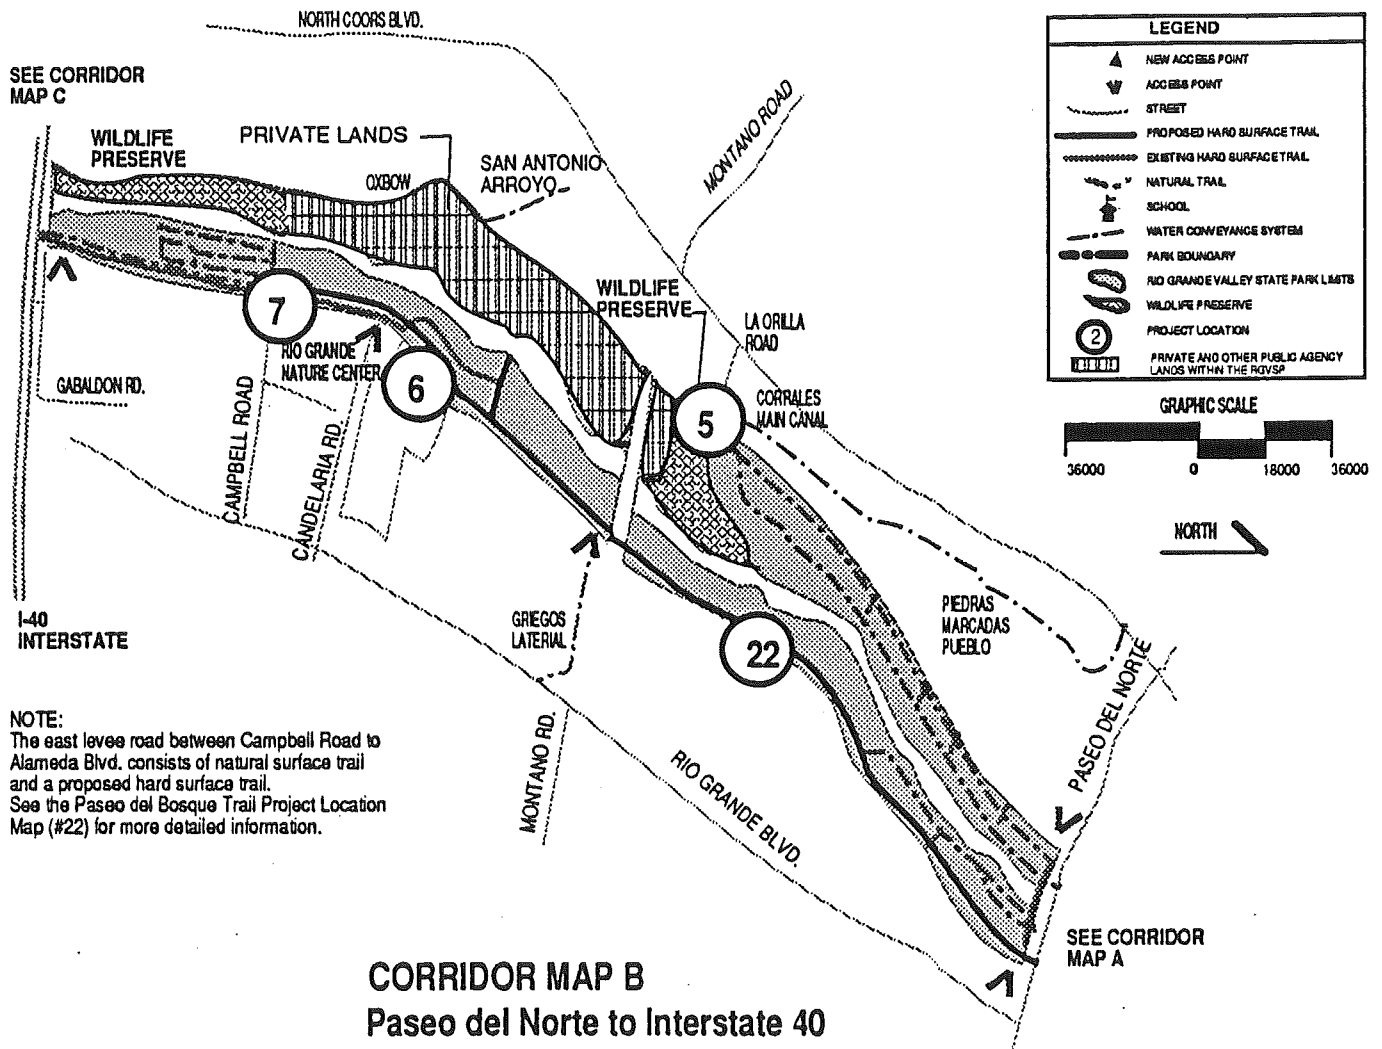 NORTH COORS BLVD.
SEE CORRIDOR
MAP C
WILDLIFE
PRESERVE
PRIVATE LANDS
OXBOW
SAN ANTONIO
ARROYO
MONTANO ROAD
LEGEND
NEW ACCESS POINT
ACCESS POINT
STREET
PROPOSED HARD SURFACE TRAIL
EXISTING HARD SURFACE TRAIL
NATURAL TRAIL
SCHOOL
WATER CONVEYANCE SYSTEM
PARK BOUNDARY
RIO GRANDE VALLEY STATE PARK LIMITS
WILDLIFE PRESERVE
2
PROJECT LOCATION
PRIVATE AND OTHER PUBLIC AGENCY
LANDS WITHIN THE RGVSP
GRAPHIC SCALE
36000 0 18000 36000
NORTH
WILDLIFE
PRESERVE
LA ORILLA
ROAD
CORRALES
MAIN CANAL
7
RIO GRANDE
NATURE CENTER
6
5
GABALDON RD.
CAMPBELL ROAD
CANDELARIA RD
I-40
INTERSTATE
GRIEGOS
LATERIAL
22
PIEDRAS
MARCADAS
PUEBLO
PASEO DEL NORTE
MONTANO RD.
RIO GRANDE BLVD.
NOTE:
The east levee road between Campbell Road to
Alameda Blvd. consists of natural surface trail
and a proposed hard surface trail.
See the Paseo del Bosque Trail Project Location
Map (#22) for more detailed information.
SEE CORRIDOR
MAP A
CORRIDOR MAP B
Paseo del Norte to Interstate 40